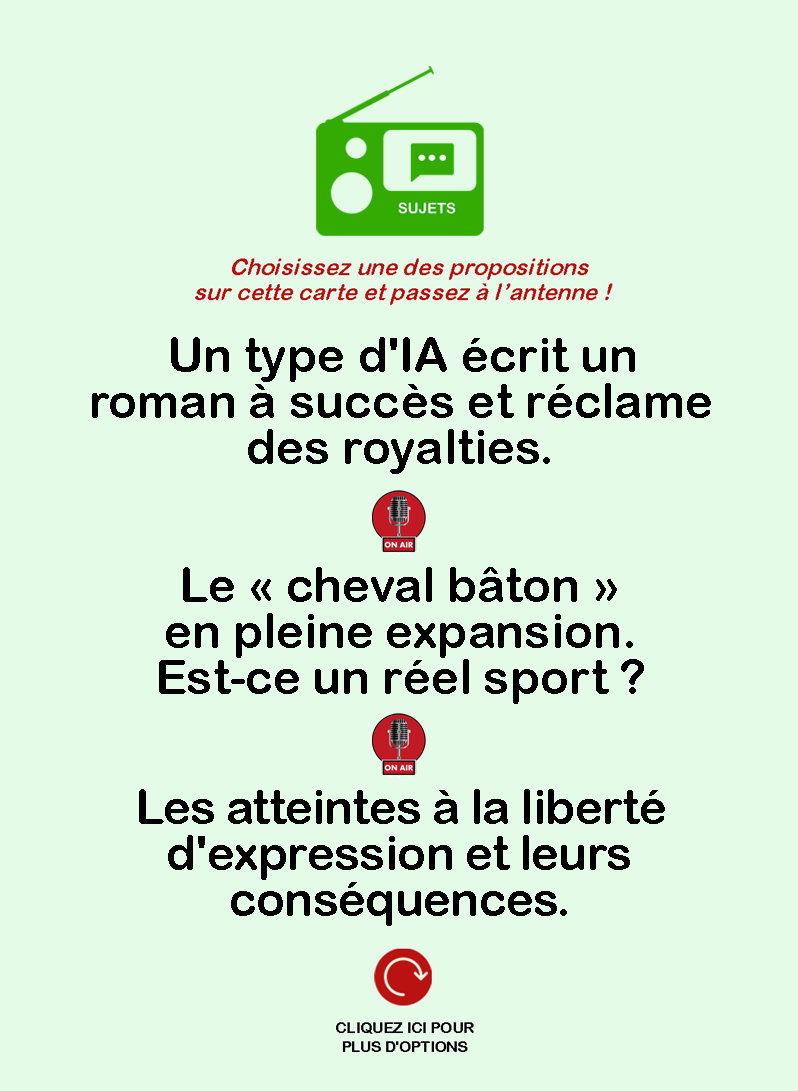 SUJETS
Choisissez une des propositions
sur cette carte et passez à l’antenne !
Un type d'IA écrit un
roman à succès et réclame
des royalties.
ON AIR
Le « cheval bâton »
en pleine expansion.
Est-ce un réel sport ?
ON AIR
Les atteintes à la liberté
d'expression et leurs
conséquences.
CLIQUEZ ICI POUR
PLUS D'OPTIONS